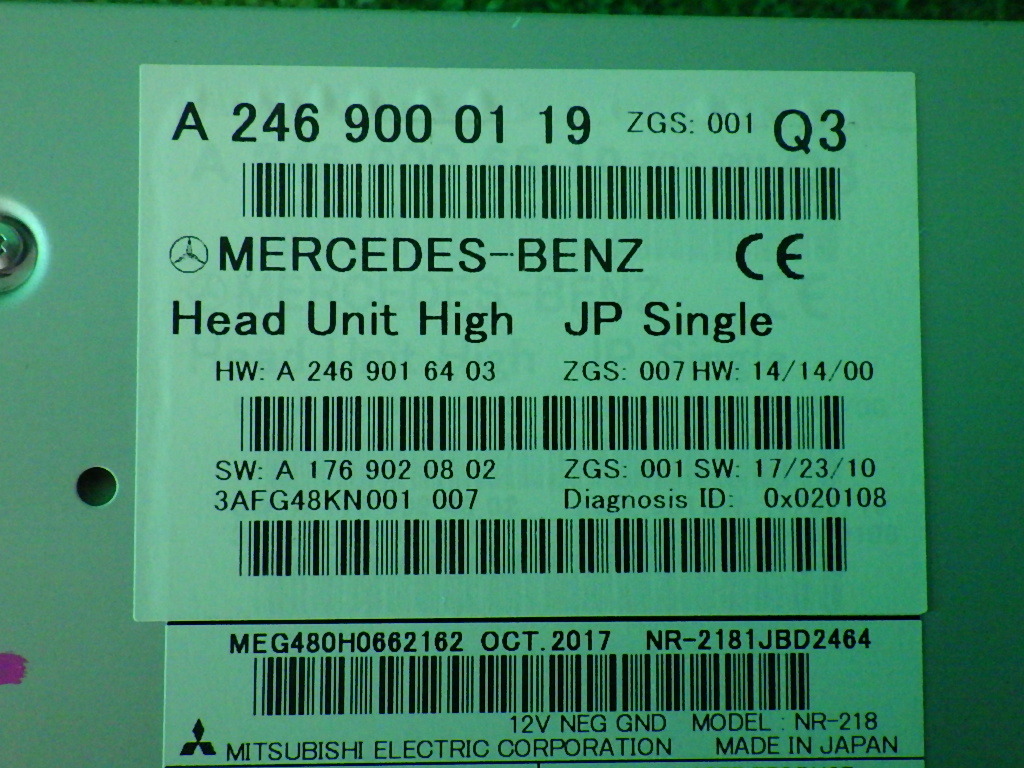 A 246 900 01 19 ZGS: 001 Q3
MERCEDES-BENZ CE
Head Unit High JP Single
HW: A 246 901 64 03 ZGS: 007 HW: 14/14/00
SW: A 176 902 08 02 ZGS: 001 SW: 17/23/10
3AFG48KN001 007 Diagnosis ID: 0x020108
MEG480H0662162 OCT. 2017 NR-2181JBD2464
12V NEG GND MODEL : NR-218
MITSUBISHI ELECTRIC CORPORATION MADE IN JAPAN